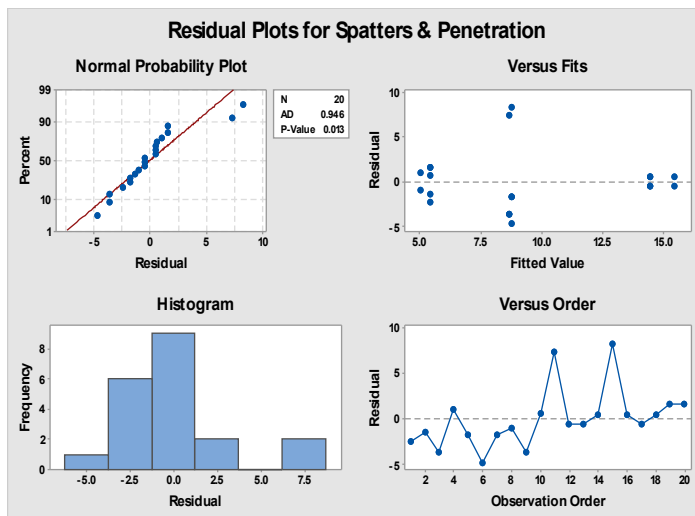 Residual Plots for Spatters & Penetration
Normal Probability Plot
99
90
50
10
1
Percent
-5
0
5
10
Residual
N 20
AD 0.946
P-Value 0.013
Versus Fits
10
5
0
-5
Residual
5.0
7.5
10.0
12.5
15.0
Fitted Value
Histogram
8
6
4
2
0
Frequency
-5.0
-2.5
0.0
2.5
5.0
7.5
Residual
Versus Order
10
5
0
-5
Residual
2
4
6
8
10
12
14
16
18
20
Observation Order